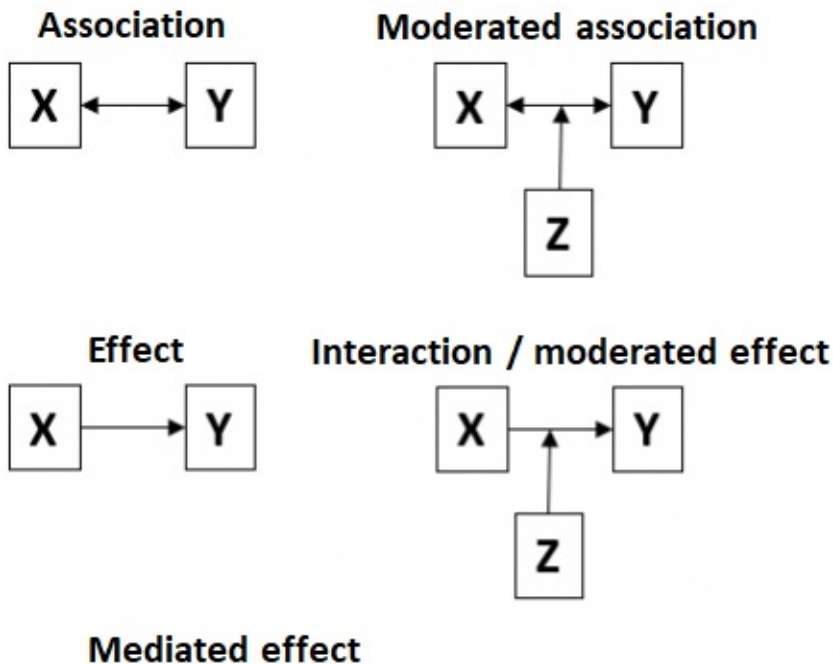 Association
X Y
Moderated association
X Y
Z
Effect
X Y
Interaction / moderated effect
X Y
Z
Mediated effect